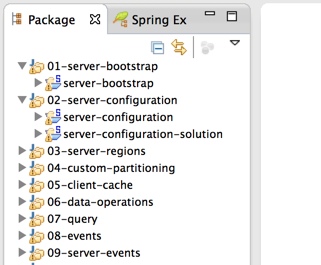 Package Spring Ex
01-server-bootstrap
server-bootstrap
02-server-configuration
server-configuration
server-configuration-solution
03-server-regions
04-custom-partitioning
05-client-cache
06-data-operations
07-query
08-events
09-server-events